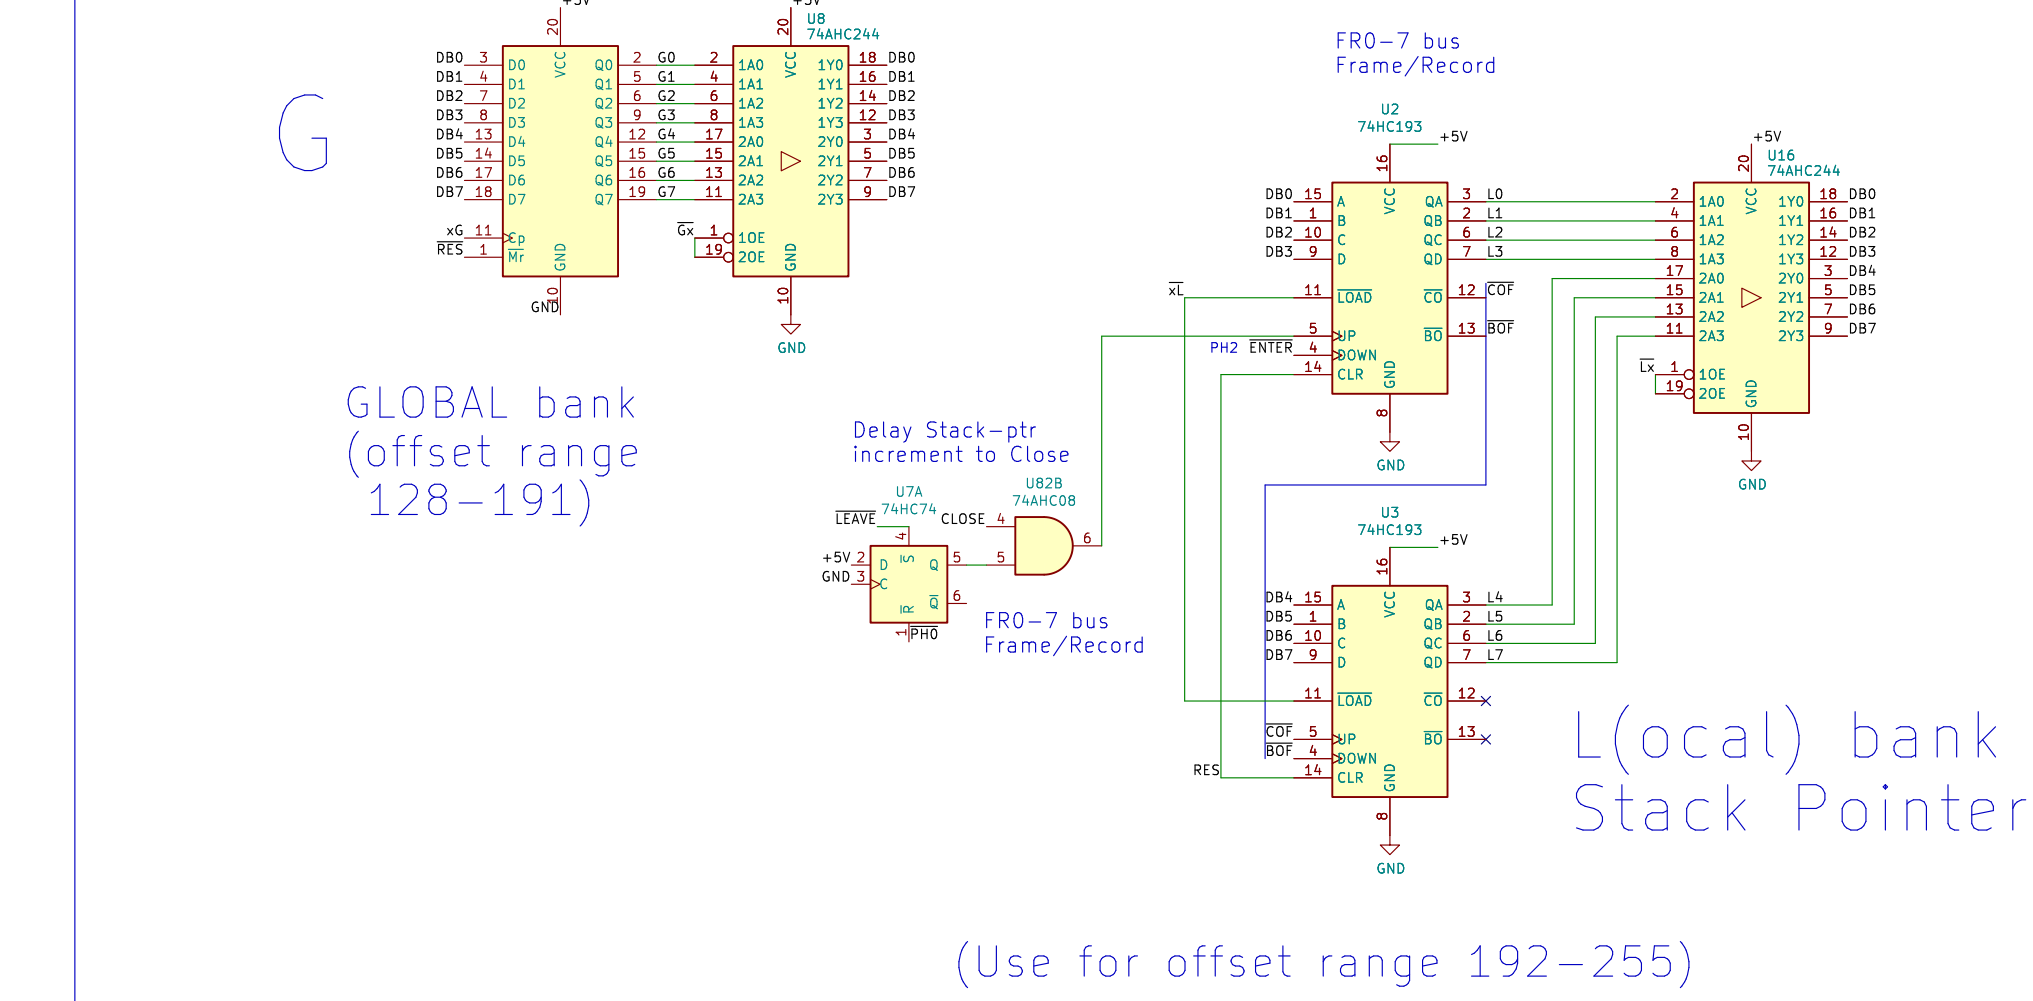 +5V
+5V
20
20
U8
74AHC244
DB0 3 D0 VCC Q0 2 G0 2 1A0 VCC 1Y0 18 DB0
DB1 4 D1 Q1 5 G1 4 1A1 1Y1 16 DB1
DB2 7 D2 Q2 6 G2 6 1A2 1Y2 14 DB2
DB3 8 D3 Q3 9 G3 8 1A3 1Y3 12 DB3
DB4 13 D4 Q4 12 G4 17 2A0 2Y0 3 DB4
DB5 14 D5 Q5 15 G5 15 2A1 2Y1 5 DB5
DB6 17 D6 Q6 16 G6 13 2A2 2Y2 7 DB6
DB7 18 D7 Q7 19 G7 11 2A3 2Y3 9 DB7
xG 11 Cp Gx 1 1OE
RES 1 Mr GND 19 2OE GND
10
GND
10
GND
G
GLOBAL bank
(offset range
128-191)
FR0-7 bus
Frame/Record
U2
74HC193
+5V
16
DB0 15 A VCC QA 3 L0
DB1 1 B QB 2 L1
DB2 10 C QC 6 L2
DB3 9 D QD 7 L3
xL 11 LOAD CO 12 COF
5 UP BO 13 BOF
PH2 ENTER 4 DOWN
14 CLR GND
8
GND
+5V
20
U16
74AHC244
2 1A0 VCC 1Y0 18 DB0
4 1A1 1Y1 16 DB1
6 1A2 1Y2 14 DB2
8 1A3 1Y3 12 DB3
17 2A0 2Y0 3 DB4
15 2A1 2Y1 5 DB5
13 2A2 2Y2 7 DB6
11 2A3 2Y3 9 DB7
Lx 1 1OE
19 2OE GND
10
GND
Delay Stack-ptr
increment to Close
U7A
74HC74
U82B
74AHC08
LEAVE 4 S
CLOSE 4
6
+5V 2 D Q 5 5
GND 3 C
Q 6
R
1 PH0
FR0-7 bus
Frame/Record
U3
74HC193
+5V
16
DB4 15 A VCC QA 3 L4
DB5 1 B QB 2 L5
DB6 10 C QC 6 L6
DB7 9 D QD 7 L7
11 LOAD CO 12
COF 5 UP BO 13
BOF 4 DOWN
RES 14 CLR GND
8
GND
L(ocal) bank
Stack Pointer
(Use for offset range 192-255)